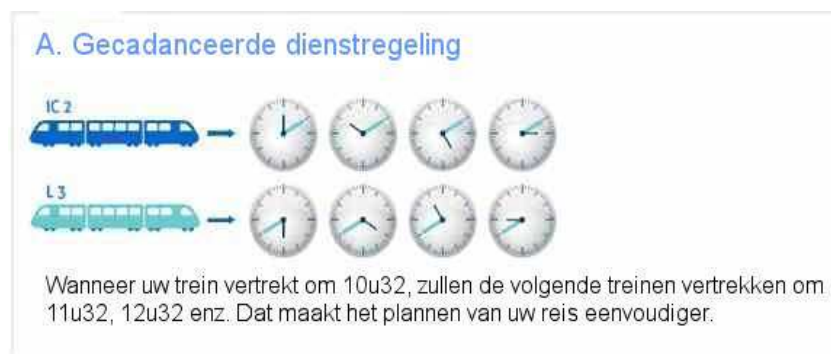 A. Gecadanceerde dienstregeling
IC 2
L 3
Wanneer uw trein vertrekt om 10u32, zullen de volgende treinen vertrekken om
11u32, 12u32 enz. Dat maakt het plannen van uw reis eenvoudiger.